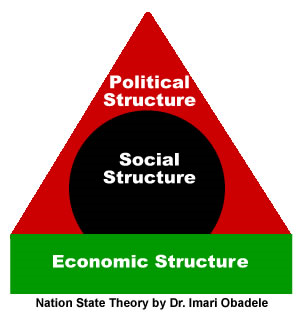 Political
Structure
Social
Structure
Economic Structure
Nation State Theory by Dr. Imari Obadele